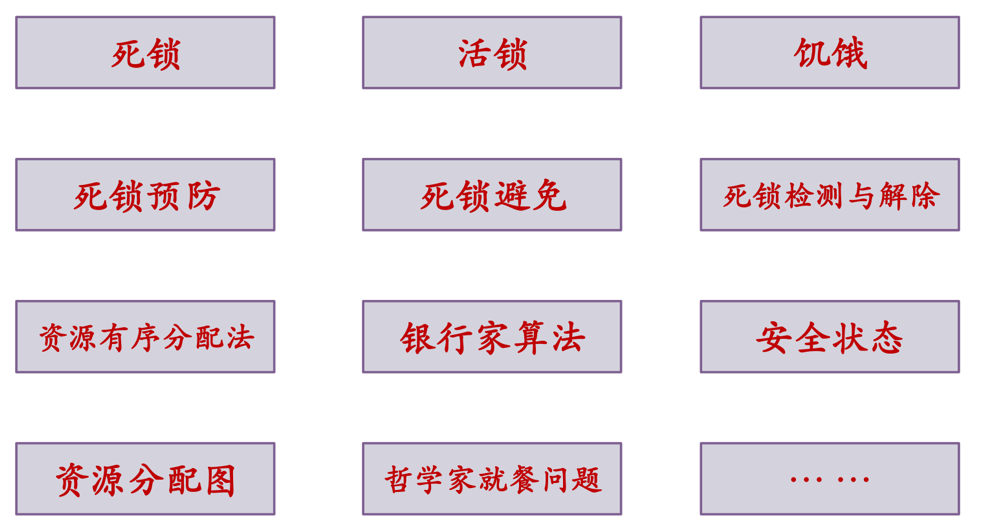 死锁
活锁
饥饿
死锁预防
死锁避免
死锁检测与解除
资源有序分配法
银行家算法
安全状态
资源分配图
哲学家就餐问题
… …